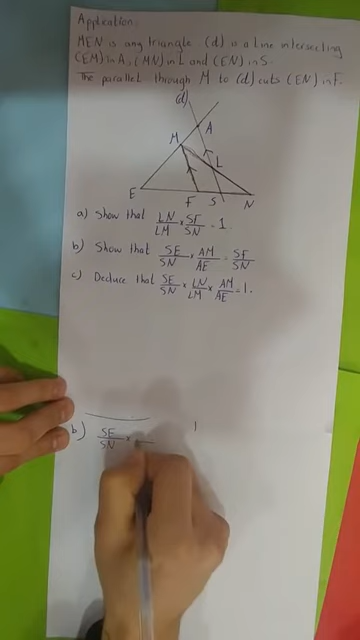 Application:
MEN is any triangle (d) is a line intersecting
(EM) in A, (MN) in L and (EN) in S.
The parallel through M to (d) cuts (EN) in F.
(d)
A
M
L
E
F S N
a) Show that LN/LM × SF/SN = 1.
b) Show that SE/SN × AM/AE = SF/SN
c) Deduce that SE/SN × LN/LM × AM/AE = 1.
b) SE/SN ×